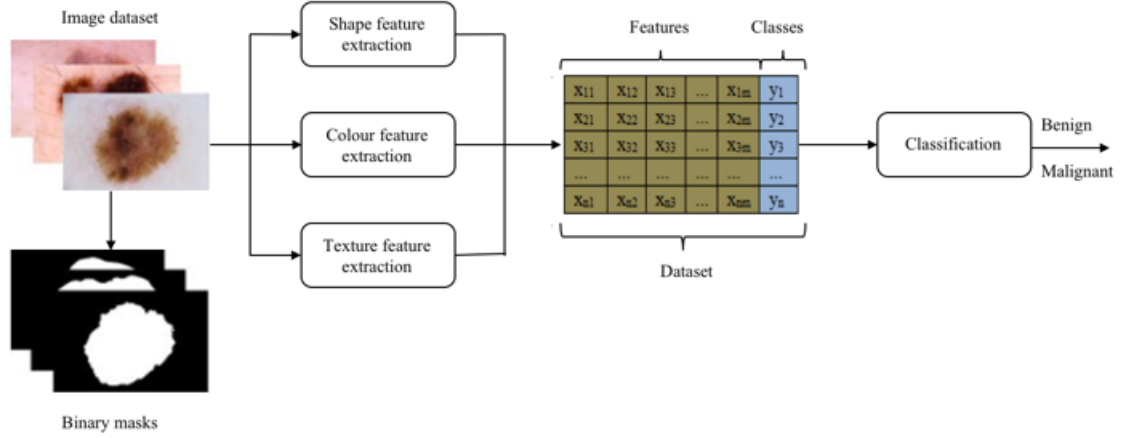 Image dataset
Shape feature
extraction
Colour feature
extraction
Texture feature
extraction
Binary masks
Features
Classes
x11 x12 x13 ... x1m y1
x21 x22 x23 ... x2m y2
x31 x32 x33 ... x3m y3
... ... ... ... ... ...
xn1 xn2 xn3 ... xnm yn
Dataset
Classification
Benign
Malignant